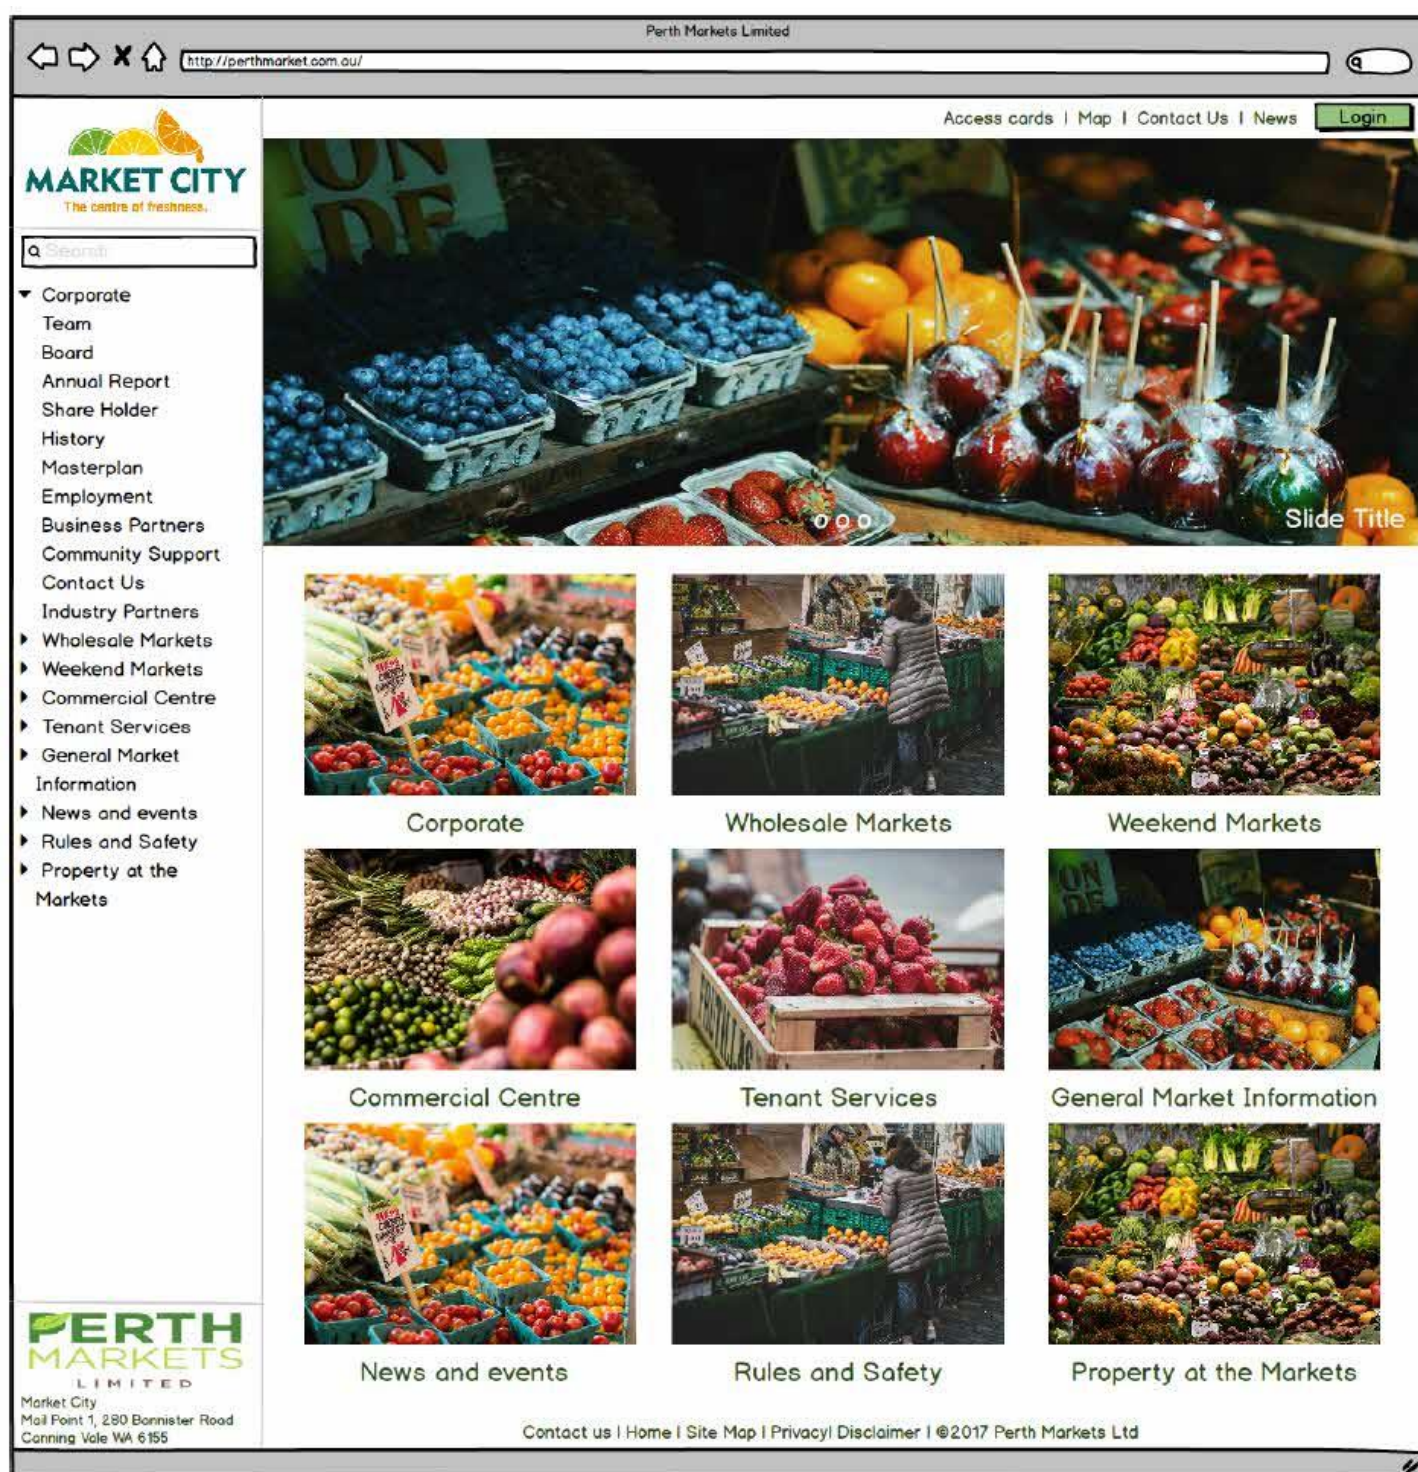 Perth Markets Limited
http://perthmarket.com.au/
Access cards | Map | Contact Us | News
Login
MARKET CITY
The centre of freshness.
Search
Corporate
Team
Board
Annual Report
Share Holder
History
Masterplan
Employment
Business Partners
Community Support
Contact Us
Industry Partners
Wholesale Markets
Weekend Markets
Commercial Centre
Tenant Services
General Market
Information
News and events
Rules and Safety
Property at the
Markets
ON
DE
Slide Title
Corporate
Wholesale Markets
Weekend Markets
Commercial Centre
Tenant Services
General Market Information
News and events
Rules and Safety
Property at the Markets
PERTH
MARKETS
LIMITED
Market City
Mail Point 1, 280 Bannister Road
Canning Vale WA 6155
Contact us | Home | Site Map | Privacy| Disclaimer | ©2017 Perth Markets Ltd